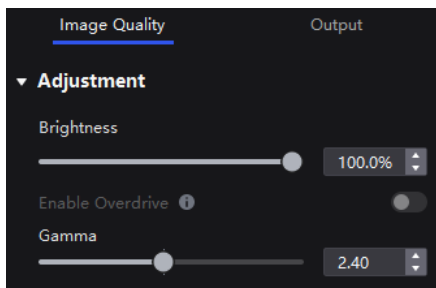 Image Quality Output
Adjustment
Brightness
100.0%
Enable Overdrive
Gamma
2.40